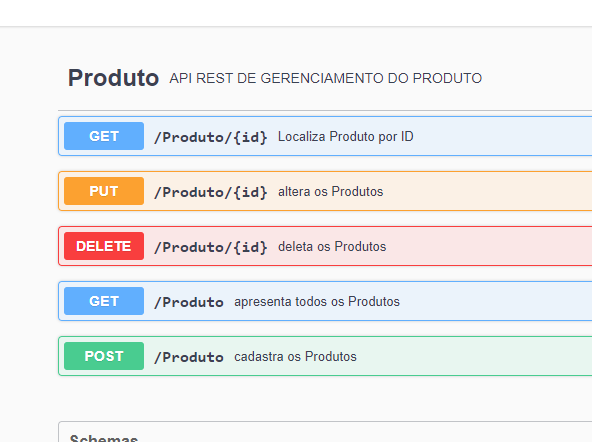 Produto API REST DE GERENCIAMENTO DO PRODUTO
GET /Produto/{id} Localiza Produto por ID
PUT /Produto/{id} altera os Produtos
DELETE /Produto/{id} deleta os Produtos
GET /Produto apresenta todos os Produtos
POST /Produto cadastra os Produtos
Schemas